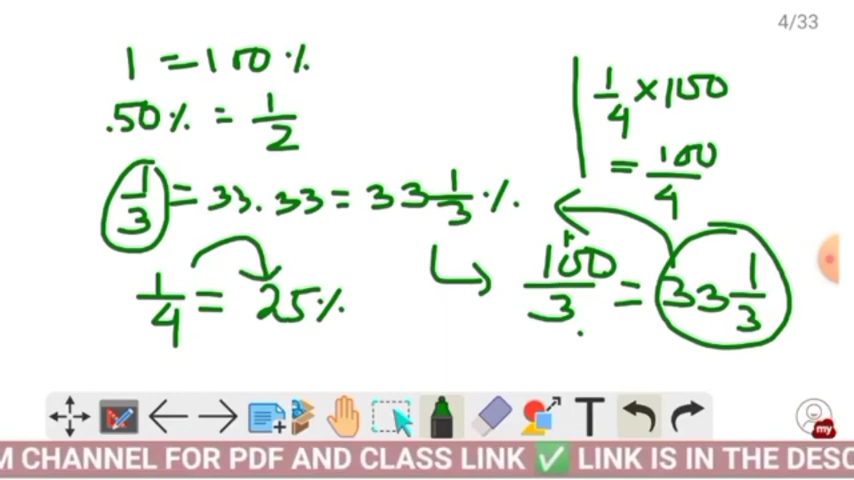 4/33
1 = 100%
.50% = 1/2
1/3 = 33.33 = 33 1/3 %
1/4 = 25%
1/4 × 100
= 100/4
100/3 = 33 1/3
T
my
M CHANNEL FOR PDF AND CLASS LINK ✅ LINK IS IN THE DESC